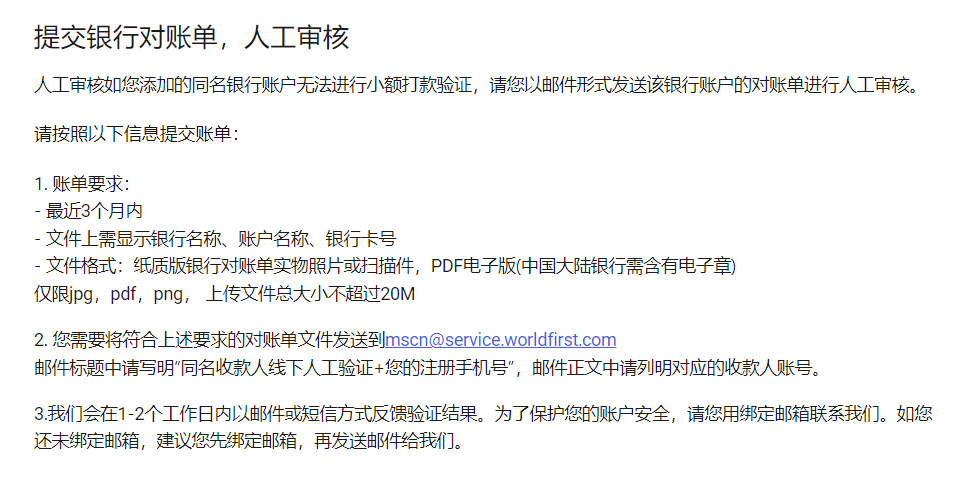 提交银行对账单，人工审核
人工审核如您添加的同名银行账户无法进行小额打款验证，请您以邮件形式发送该银行账户的对账单进行人工审核。
请按照以下信息提交账单：
1. 账单要求：
- 最近3个月内
- 文件上需显示银行名称、账户名称、银行卡号
- 文件格式：纸质版银行对账单实物照片或扫描件，PDF电子版(中国大陆银行需含有电子章)
仅限jpg，pdf，png， 上传文件总大小不超过20M
2. 您需要将符合上述要求的对账单文件发送到mscn@service.worldfirst.com
邮件标题中请写明“同名收款人线下人工验证+您的注册手机号”，邮件正文中请列明对应的收款人账号。
3.我们会在1-2个工作日内以邮件或短信方式反馈验证结果。为了保护您的账户安全，请您用绑定邮箱联系我们。如您
还未绑定邮箱，建议您先绑定邮箱，再发送邮件给我们。